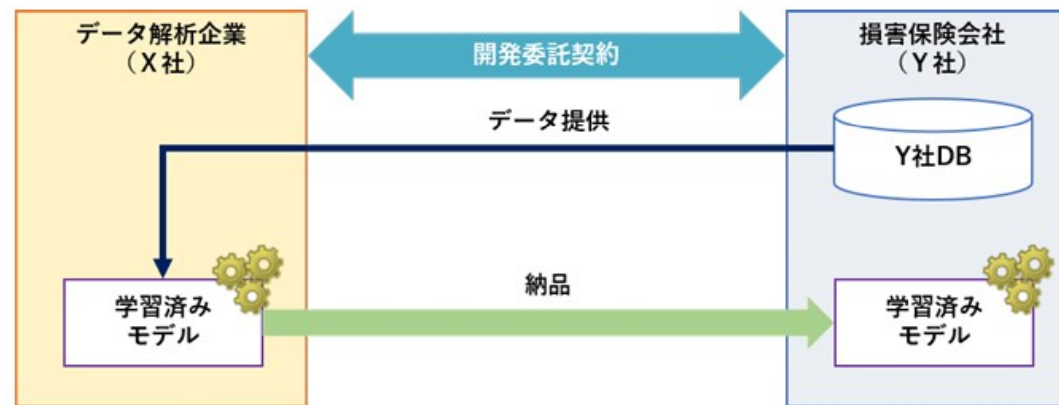 データ解析企業
（X社）
開発委託契約
損害保険会社
（Y社）
データ提供
Y社DB
納品
学習済み
モデル
学習済み
モデル